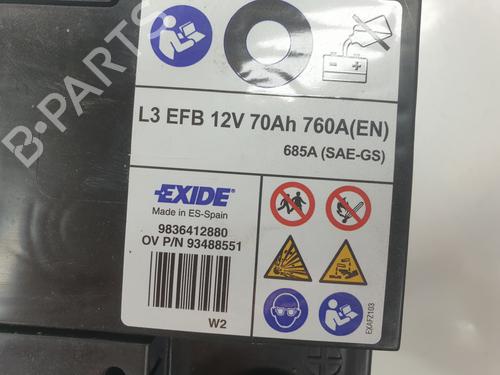 B-PARTS
L3 EFB 12V 70Ah 760A(EN)
685A (SAE-GS)
EXIDE
Made in ES-Spain
9836412880
OV P/N 93488551
W2
EXAFZ103